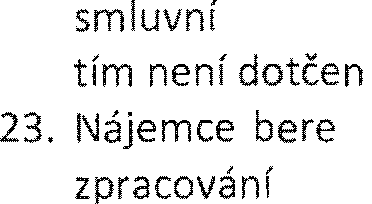 smluvní
tím není dotčen
23. Nájemce bere
zpracování